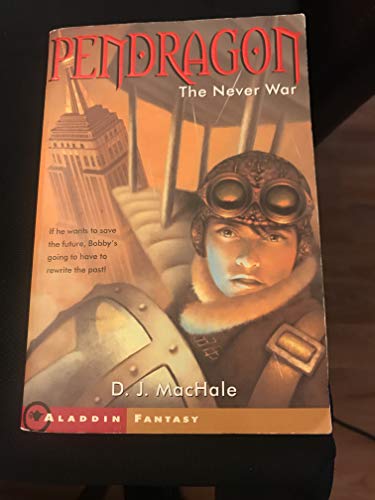 PENDRAGON
The Never War
If he wants to save
the future, Bobby's
going to have to
rewrite the past!
D. J. MacHale
ALADDIN FANTASY